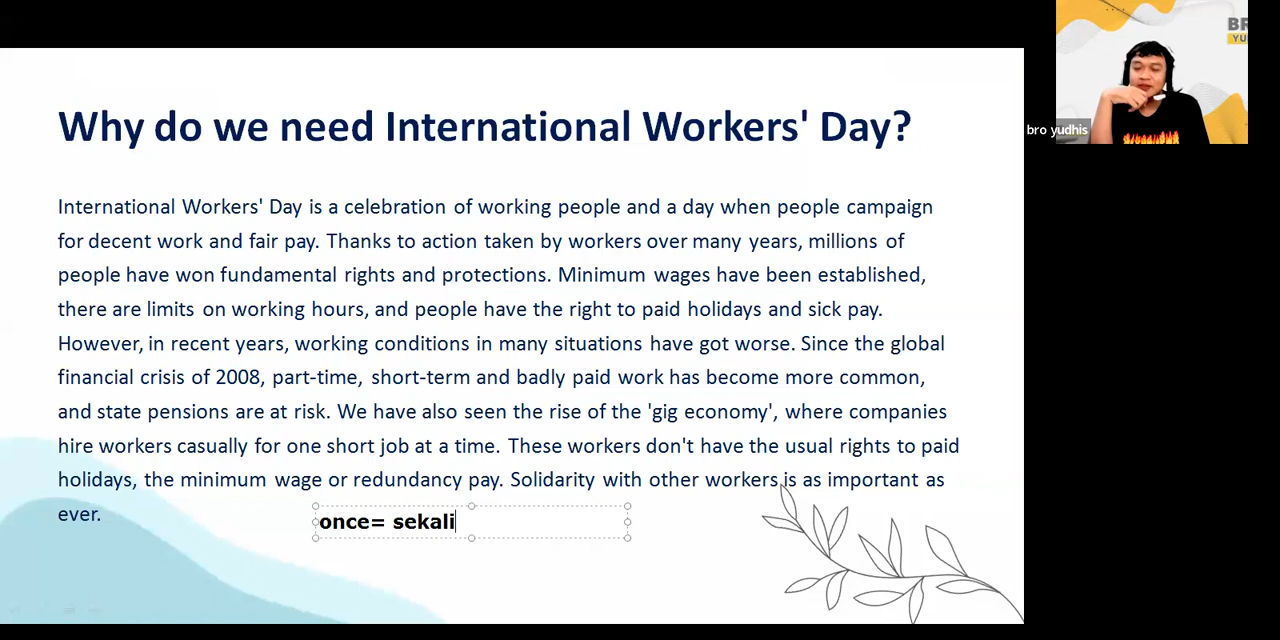 Why do we need International Workers' Day?
International Workers' Day is a celebration of working people and a day when people campaign
for decent work and fair pay. Thanks to action taken by workers over many years, millions of
people have won fundamental rights and protections. Minimum wages have been established,
there are limits on working hours, and people have the right to paid holidays and sick pay.
However, in recent years, working conditions in many situations have got worse. Since the global
financial crisis of 2008, part-time, short-term and badly paid work has become more common,
and state pensions are at risk. We have also seen the rise of the 'gig economy', where companies
hire workers casually for one short job at a time. These workers don't have the usual rights to paid
holidays, the minimum wage or redundancy pay. Solidarity with other workers is as important as
ever.
once= sekali
BR
YU
bro yudhis